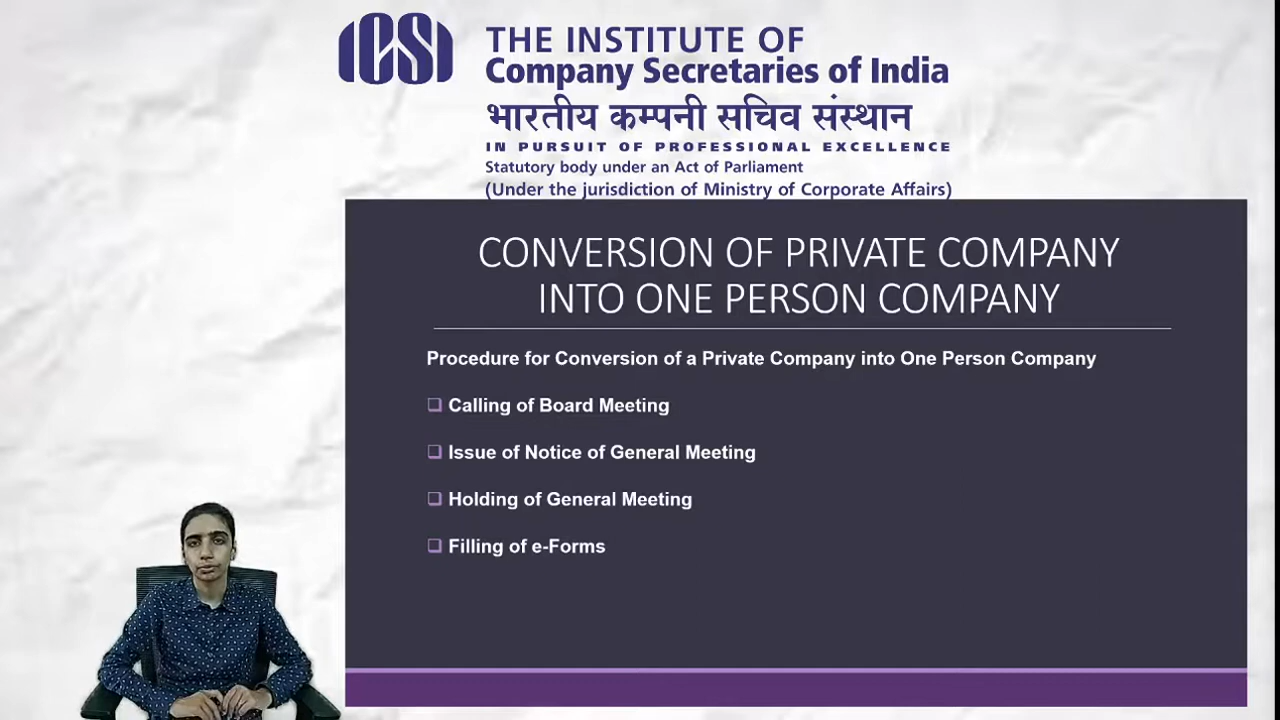 ICSI
THE INSTITUTE OF
Company Secretaries of India
भारतीय कम्पनी सचिव संस्थान
IN PURSUIT OF PROFESSIONAL EXCELLENCE
Statutory body under an Act of Parliament
(Under the jurisdiction of Ministry of Corporate Affairs)
CONVERSION OF PRIVATE COMPANY
INTO ONE PERSON COMPANY
Procedure for Conversion of a Private Company into One Person Company
Calling of Board Meeting
Issue of Notice of General Meeting
Holding of General Meeting
Filling of e-Forms